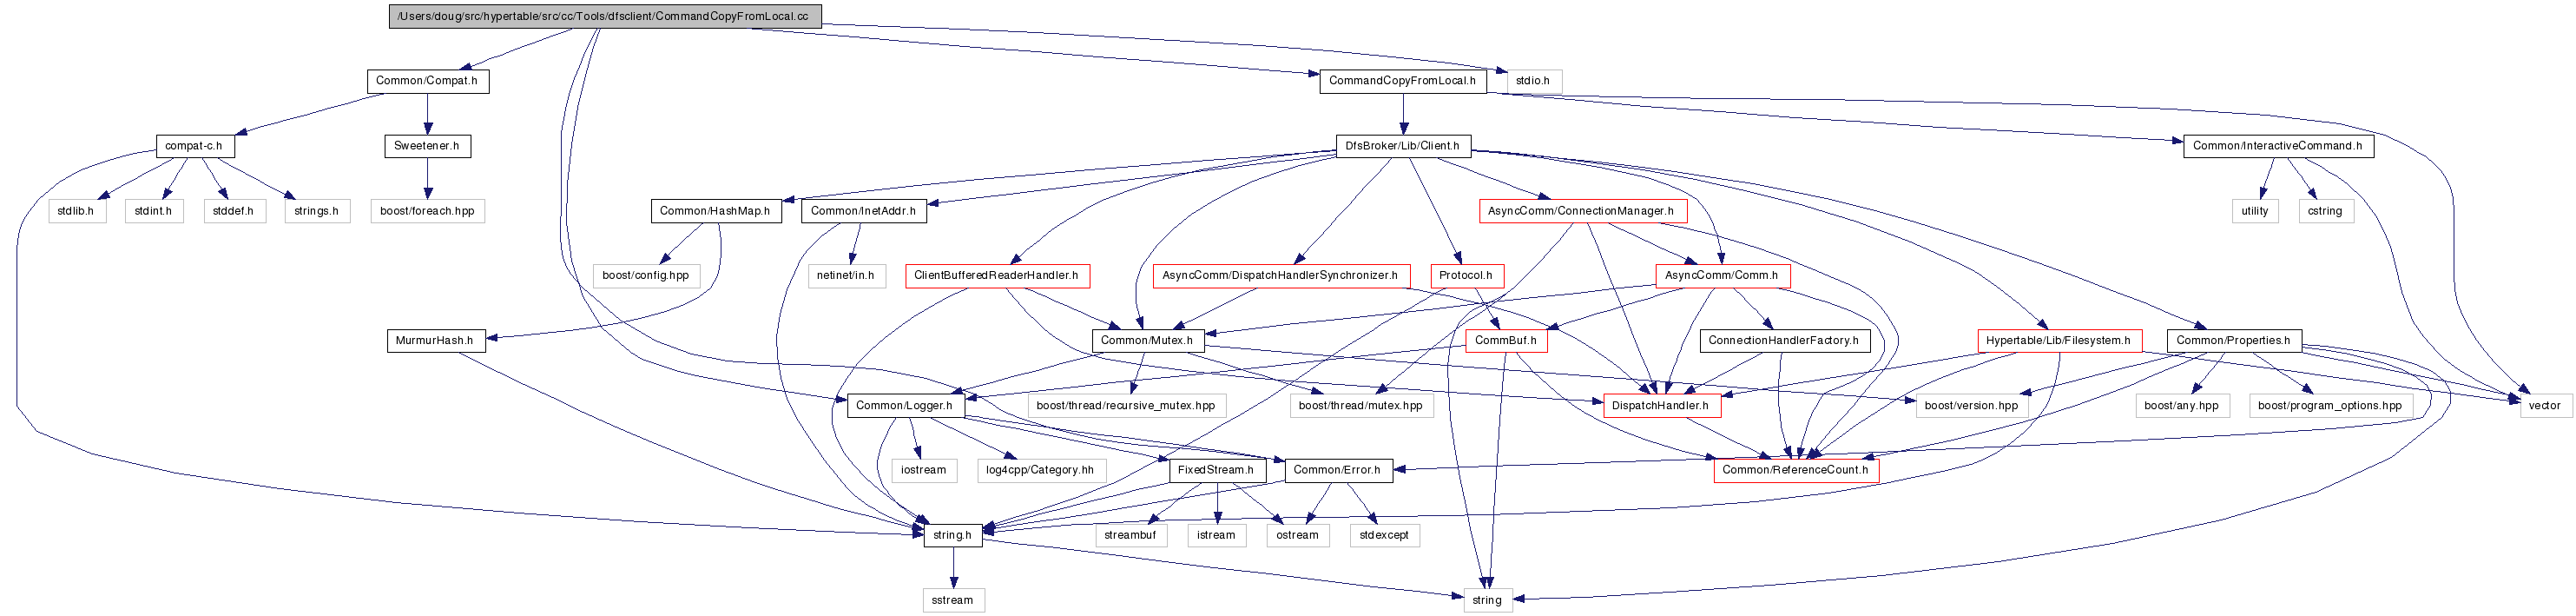 /Users/doug/src/hypertable/src/cc/Tools/dfsclient/CommandCopyFromLocal.cc
Common/Compat.h
CommandCopyFromLocal.h
stdio.h
compat-c.h
Sweetener.h
DfsBroker/Lib/Client.h
Common/InteractiveCommand.h
stdlib.h
stdint.h
stddef.h
strings.h
boost/foreach.hpp
Common/HashMap.h
Common/InetAddr.h
AsyncComm/ConnectionManager.h
utility
cstring
boost/config.hpp
netinet/in.h
ClientBufferedReaderHandler.h
AsyncComm/DispatchHandlerSynchronizer.h
Protocol.h
AsyncComm/Comm.h
MurmurHash.h
Common/Mutex.h
CommBuf.h
ConnectionHandlerFactory.h
Hypertable/Lib/Filesystem.h
Common/Properties.h
Common/Logger.h
boost/thread/recursive_mutex.hpp
boost/thread/mutex.hpp
DispatchHandler.h
boost/version.hpp
boost/any.hpp
boost/program_options.hpp
vector
iostream
log4cpp/Category.hh
FixedStream.h
Common/Error.h
Common/ReferenceCount.h
string.h
streambuf
istream
ostream
stdexcept
sstream
string